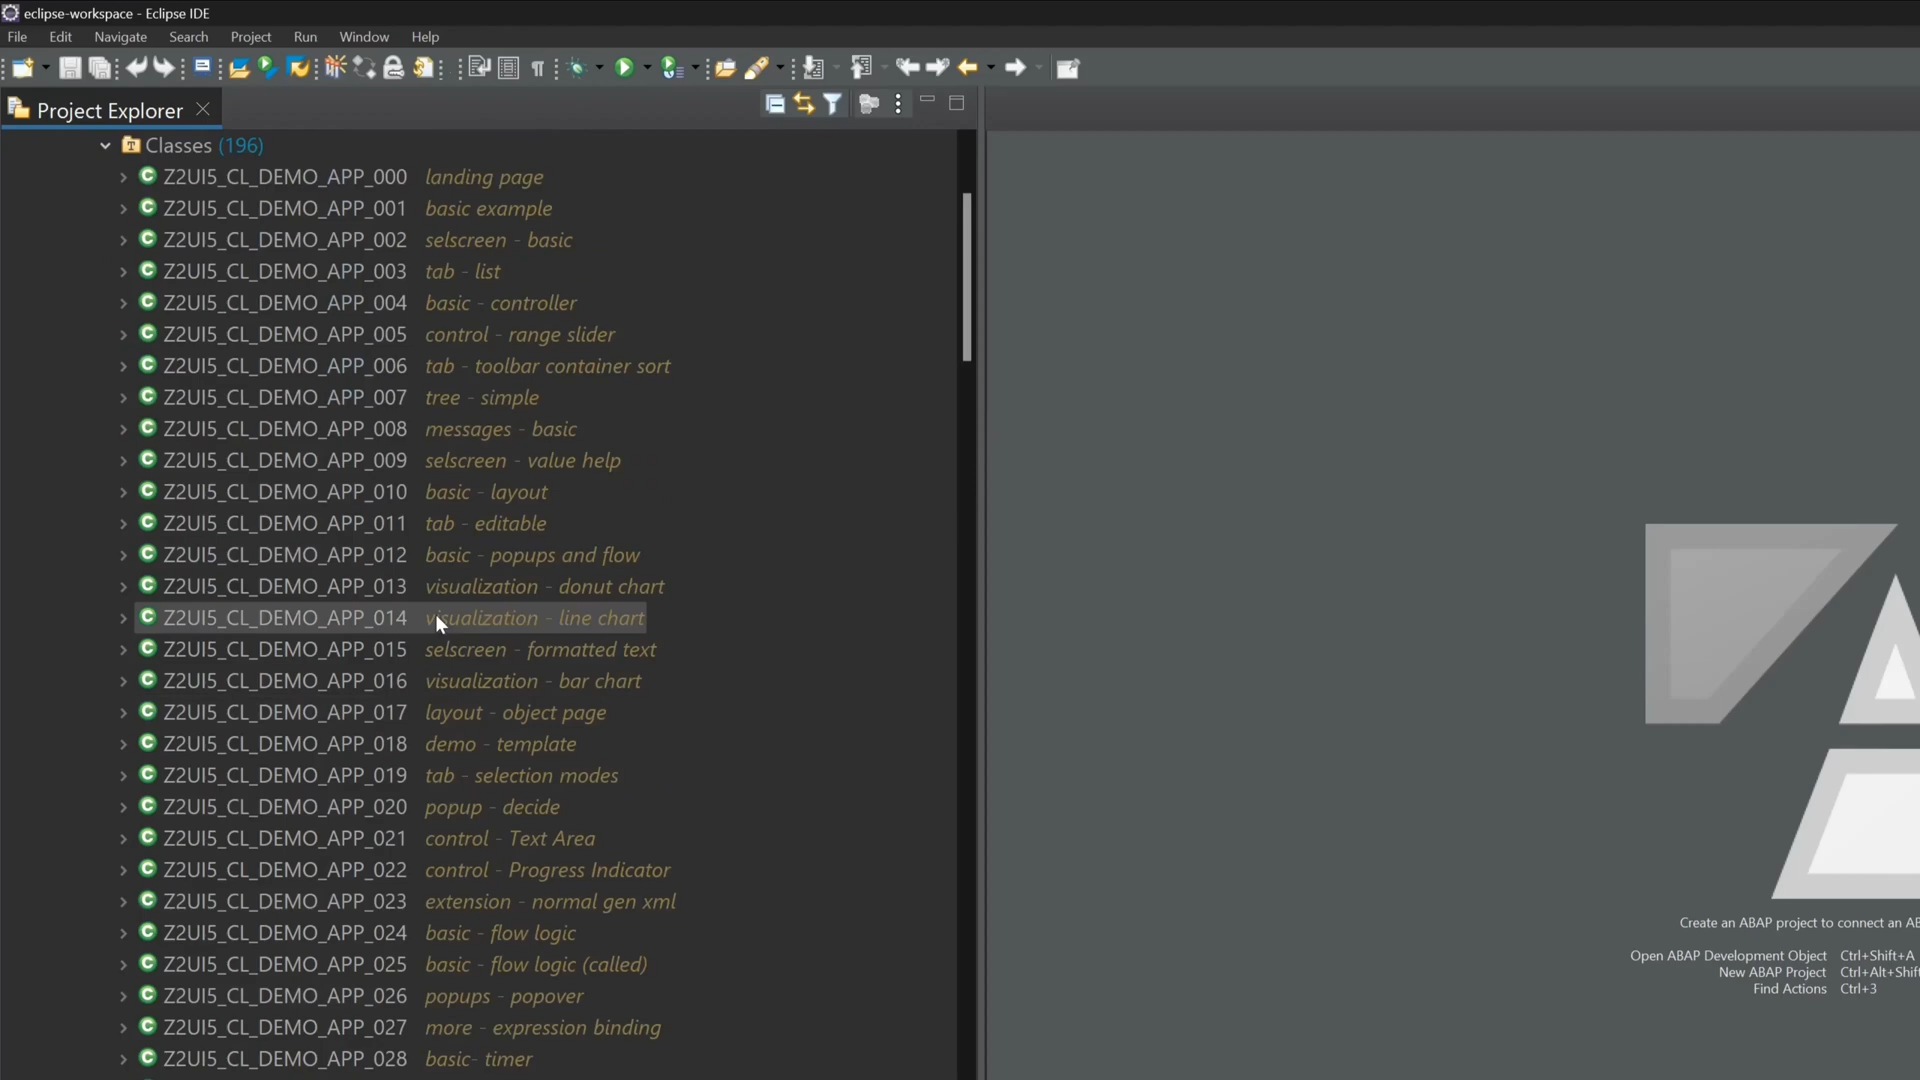 eclipse-workspace - Eclipse IDE
File Edit Navigate Search Project Run Window Help
Project Explorer
Classes (196)
Z2UI5_CL_DEMO_APP_000 landing page
Z2UI5_CL_DEMO_APP_001 basic example
Z2UI5_CL_DEMO_APP_002 selscreen - basic
Z2UI5_CL_DEMO_APP_003 tab - list
Z2UI5_CL_DEMO_APP_004 basic - controller
Z2UI5_CL_DEMO_APP_005 control - range slider
Z2UI5_CL_DEMO_APP_006 tab - toolbar container sort
Z2UI5_CL_DEMO_APP_007 tree - simple
Z2UI5_CL_DEMO_APP_008 messages - basic
Z2UI5_CL_DEMO_APP_009 selscreen - value help
Z2UI5_CL_DEMO_APP_010 basic - layout
Z2UI5_CL_DEMO_APP_011 tab - editable
Z2UI5_CL_DEMO_APP_012 basic - popups and flow
Z2UI5_CL_DEMO_APP_013 visualization - donut chart
Z2UI5_CL_DEMO_APP_014 visualization - line chart
Z2UI5_CL_DEMO_APP_015 selscreen - formatted text
Z2UI5_CL_DEMO_APP_016 visualization - bar chart
Z2UI5_CL_DEMO_APP_017 layout - object page
Z2UI5_CL_DEMO_APP_018 demo - template
Z2UI5_CL_DEMO_APP_019 tab - selection modes
Z2UI5_CL_DEMO_APP_020 popup - decide
Z2UI5_CL_DEMO_APP_021 control - Text Area
Z2UI5_CL_DEMO_APP_022 control - Progress Indicator
Z2UI5_CL_DEMO_APP_023 extension - normal gen xml
Z2UI5_CL_DEMO_APP_024 basic - flow logic
Z2UI5_CL_DEMO_APP_025 basic - flow logic (called)
Z2UI5_CL_DEMO_APP_026 popups - popover
Z2UI5_CL_DEMO_APP_027 more - expression binding
Z2UI5_CL_DEMO_APP_028 basic- timer
Create an ABAP project to connect an AB
Open ABAP Development Object Ctrl+Shift+A
New ABAP Project Ctrl+Alt+Shift
Find Actions Ctrl+3